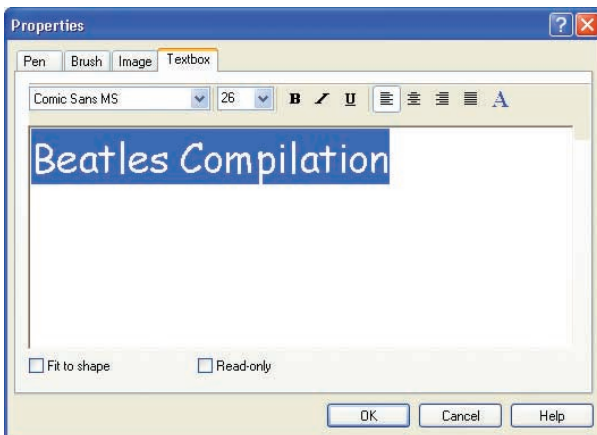 Properties
Pen Brush Image Textbox
Comic Sans MS 26 B I U A
Beatles Compilation
Fit to shape Read-only
OK Cancel Help